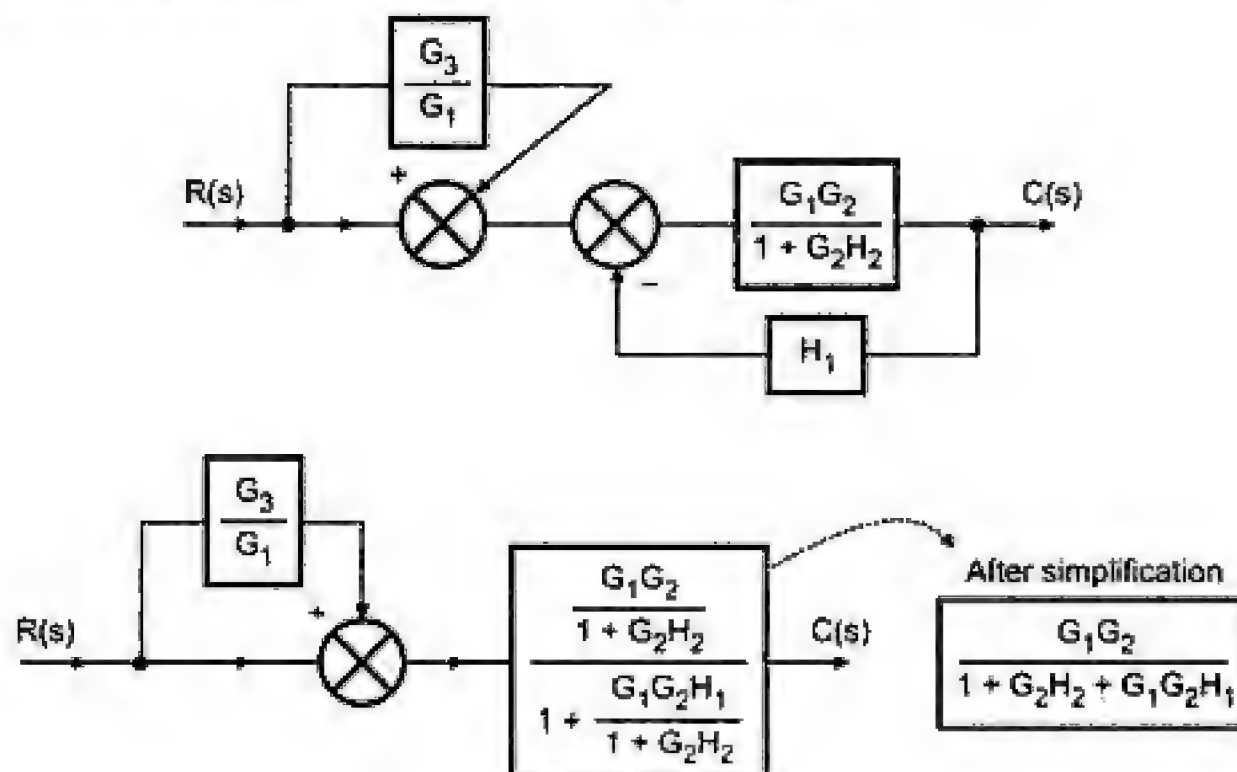 G3
G1
R(s)
+
G1G2
1 + G2H2
C(s)
−
H1
G3
G1
R(s)
+
G1G2
1 + G2H2
1 + G1G2H1
1 + G2H2
C(s)
After simplification
G1G2
1 + G2H2 + G1G2H1